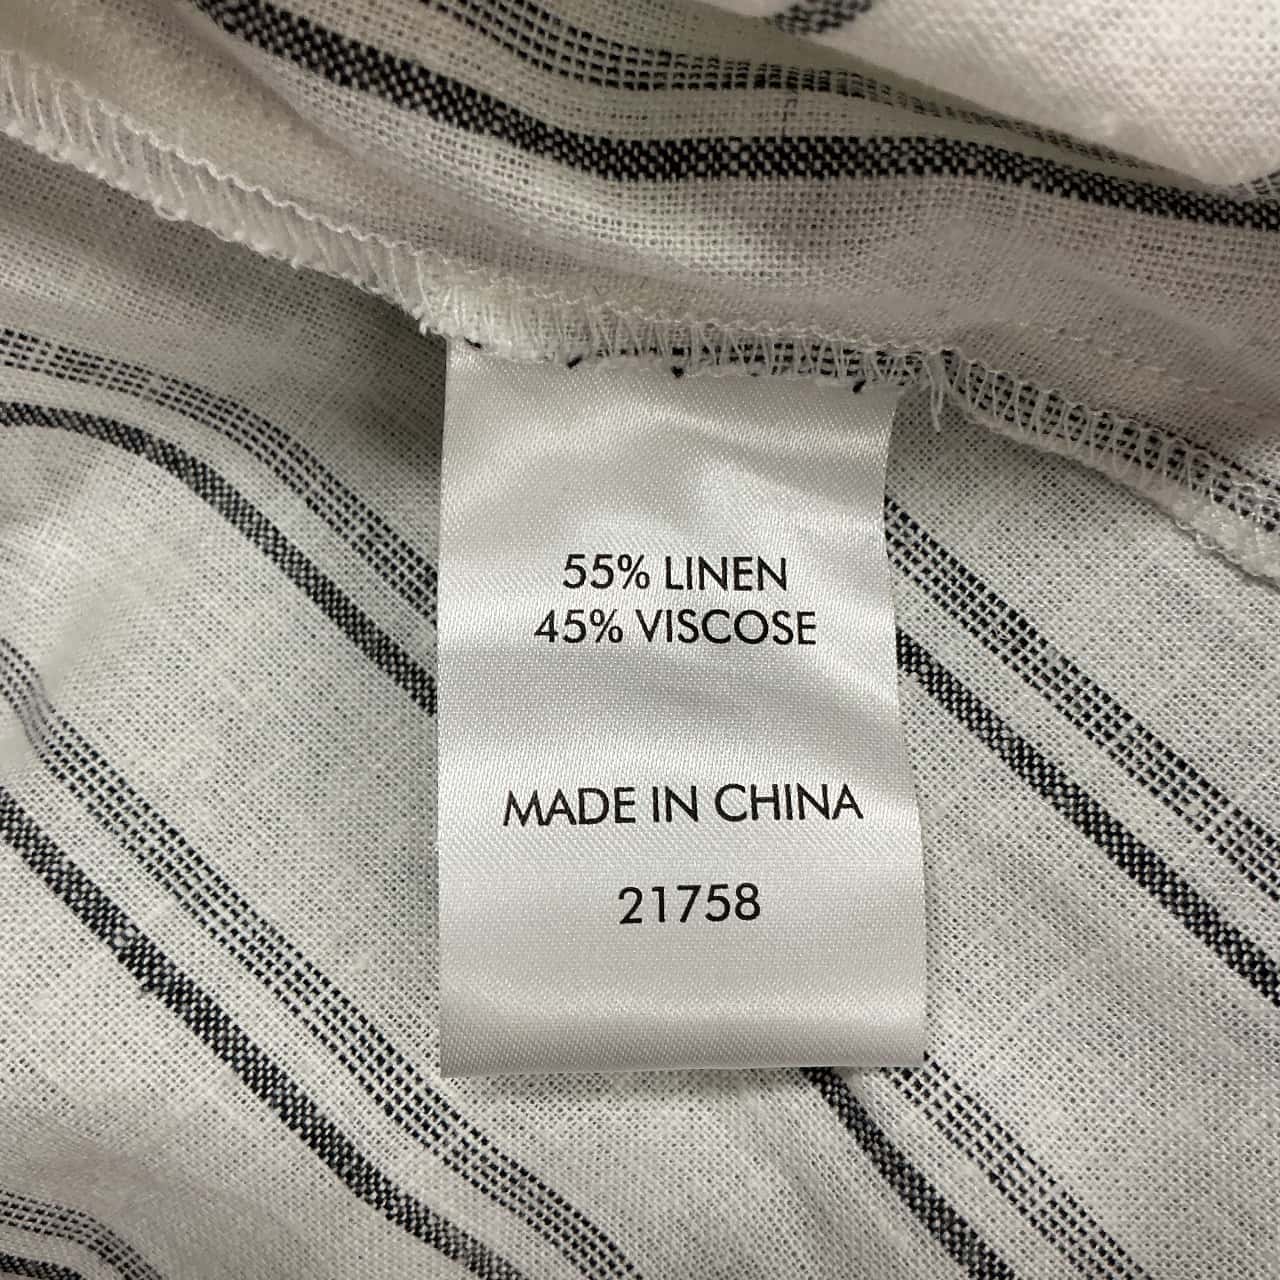 55% LINEN
45% VISCOSE
MADE IN CHINA
21758